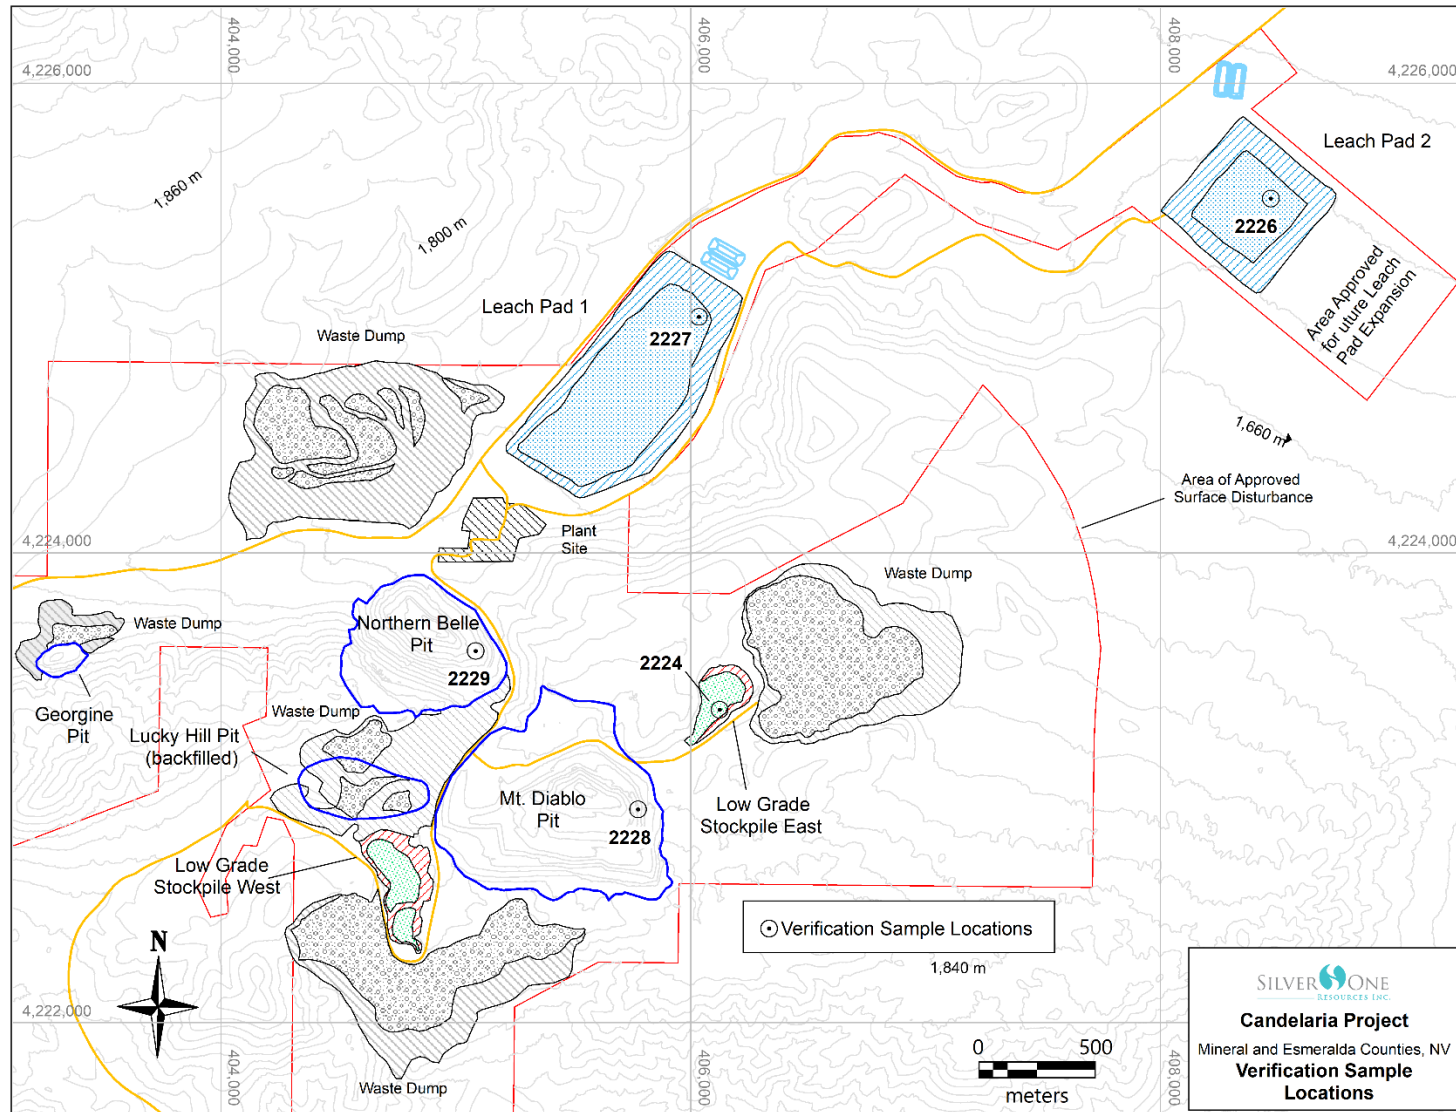 404,000
406,000
408,000
4,226,000
4,226,000
Leach Pad 2
1,860 m
1,800 m
2226
Leach Pad 1
Area Approved
for uture Leach
Pad Expansion
Waste Dump
2227
1,660 m
Area of Approved
Surface Disturbance
Plant
Site
4,224,000
4,224,000
Waste Dump
Waste Dump
Northern Belle
Pit
2229
2224
Georgine
Pit
Waste Dump
Lucky Hill Pit
(backfilled)
Mt. Diablo
Pit
2228
Low Grade
Stockpile East
Low Grade
Stockpile West
Verification Sample Locations
N
1,840 m
4,222,000
SILVER ONE
RESOURCES INC.
Candelaria Project
Mineral and Esmeralda Counties, NV
Verification Sample
Locations
0 500
meters
Waste Dump
404,000
406,000
408,000